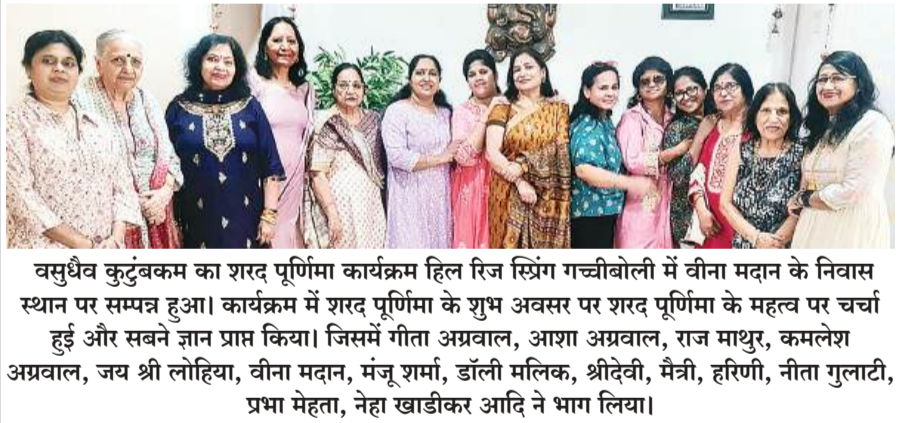 वसुधैव कुटुंबकम का शरद पूर्णिमा कार्यक्रम हिल रिज स्प्रिंग गच्चीबोली में वीना मदान के निवास
स्थान पर सम्पन्न हुआ। कार्यक्रम में शरद पूर्णिमा के शुभ अवसर पर शरद पूर्णिमा के महत्व पर चर्चा
हुई और सबने ज्ञान प्राप्त किया। जिसमें गीता अग्रवाल, आशा अग्रवाल, राज माथुर, कमलेश
अग्रवाल, जय श्री लोहिया, वीना मदान, मंजू शर्मा, डॉली मलिक, श्रीदेवी, मैत्री, हरिणी, नीता गुलाटी,
प्रभा मेहता, नेहा खाडीकर आदि ने भाग लिया।